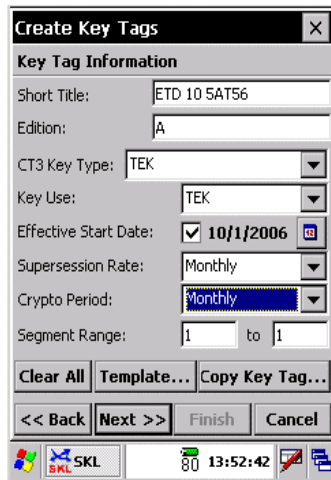 Create Key Tags
Key Tag Information
Short Title: ETD 10 5AT56
Edition: A
CT3 Key Type: TEK
Key Use: TEK
Effective Start Date: 10/1/2006 12
Supersession Rate: Monthly
Crypto Period: Monthly
Segment Range: 1 to 1
Clear All Template... Copy Key Tag...
<< Back Next >> Finish Cancel
SKL SKL 80 13:52:42